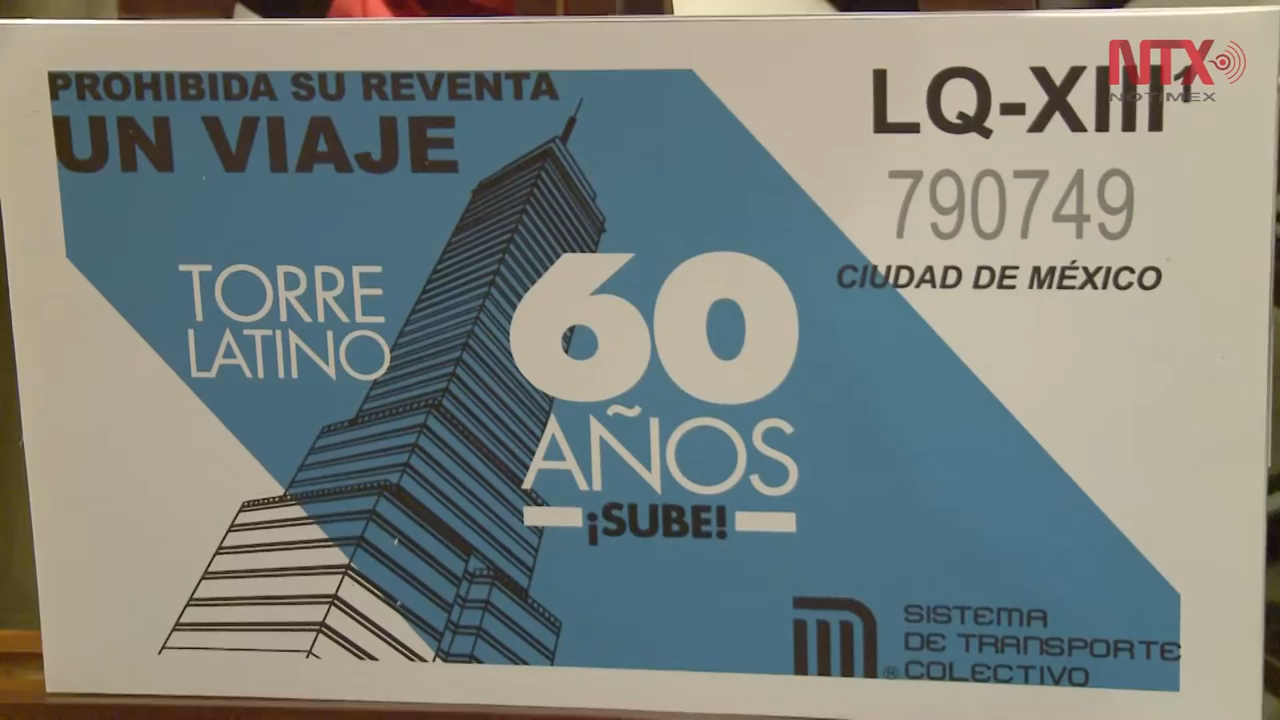 PROHIBIDA SU REVENTA
UN VIAJE
LQ-XIII¹
NTX
NOTIMEX
790749
CIUDAD DE MÉXICO
TORRE
LATINO
60
AÑOS
¡SUBE!
SISTEMA
DE TRANSPORTE
® COLECTIVO